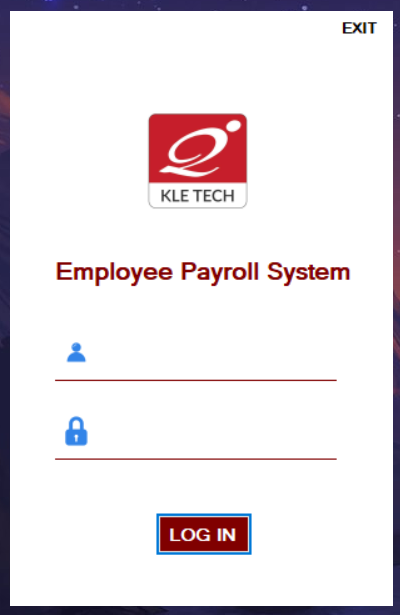 EXIT
KLE TECH
Employee Payroll System
LOG IN